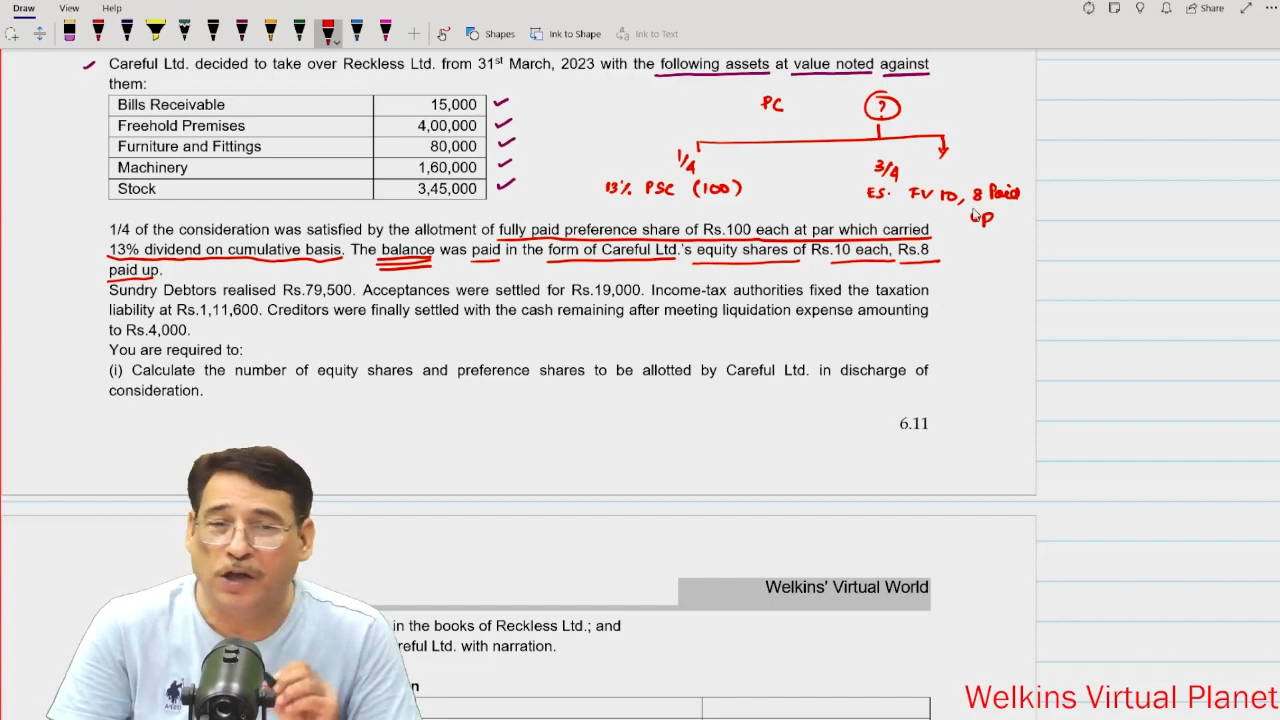 Draw View Help
Share
Shapes Ink to Shape Ink to Text
Careful Ltd. decided to take over Reckless Ltd. from 31st March, 2023 with the following assets at value noted against
them:
Bills Receivable 15,000
Freehold Premises 4,00,000
Furniture and Fittings 80,000
Machinery 1,60,000
Stock 3,45,000
PC ?
1/4 3/4
13% PSC (100) ES. FV 10, 8 Paid
up
1/4 of the consideration was satisfied by the allotment of fully paid preference share of Rs.100 each at par which carried
13% dividend on cumulative basis. The balance was paid in the form of Careful Ltd.'s equity shares of Rs.10 each, Rs.8
paid up.
Sundry Debtors realised Rs.79,500. Acceptances were settled for Rs.19,000. Income-tax authorities fixed the taxation
liability at Rs.1,11,600. Creditors were finally settled with the cash remaining after meeting liquidation expense amounting
to Rs.4,000.
You are required to:
(i) Calculate the number of equity shares and preference shares to be allotted by Careful Ltd. in discharge of
consideration.
6.11
Welkins' Virtual World
in the books of Reckless Ltd.; and
Ltd. with narration.
Welkins Virtual Planet